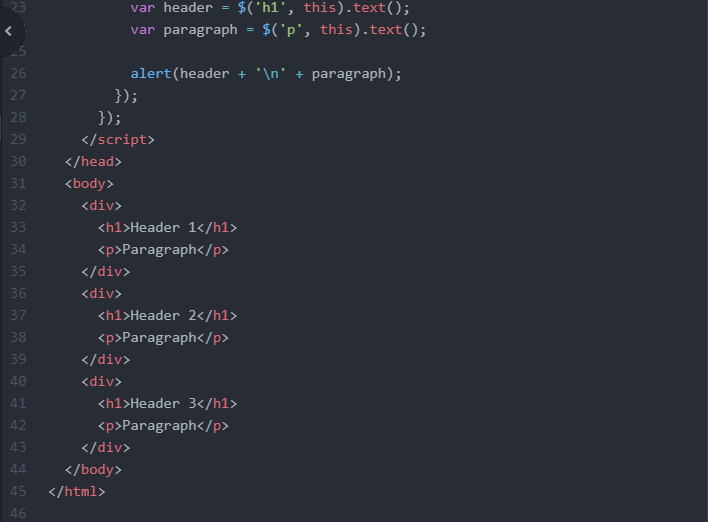 23 var header = $('h1', this).text();
var paragraph = $('p', this).text();
25
26 alert(header + '\n' + paragraph);
27 });
28 });
29 </script>
30 </head>
31 <body>
32 <div>
33 <h1>Header 1</h1>
34 <p>Paragraph</p>
35 </div>
36 <div>
37 <h1>Header 2</h1>
38 <p>Paragraph</p>
39 </div>
40 <div>
41 <h1>Header 3</h1>
42 <p>Paragraph</p>
43 </div>
44 </body>
45 </html>
46